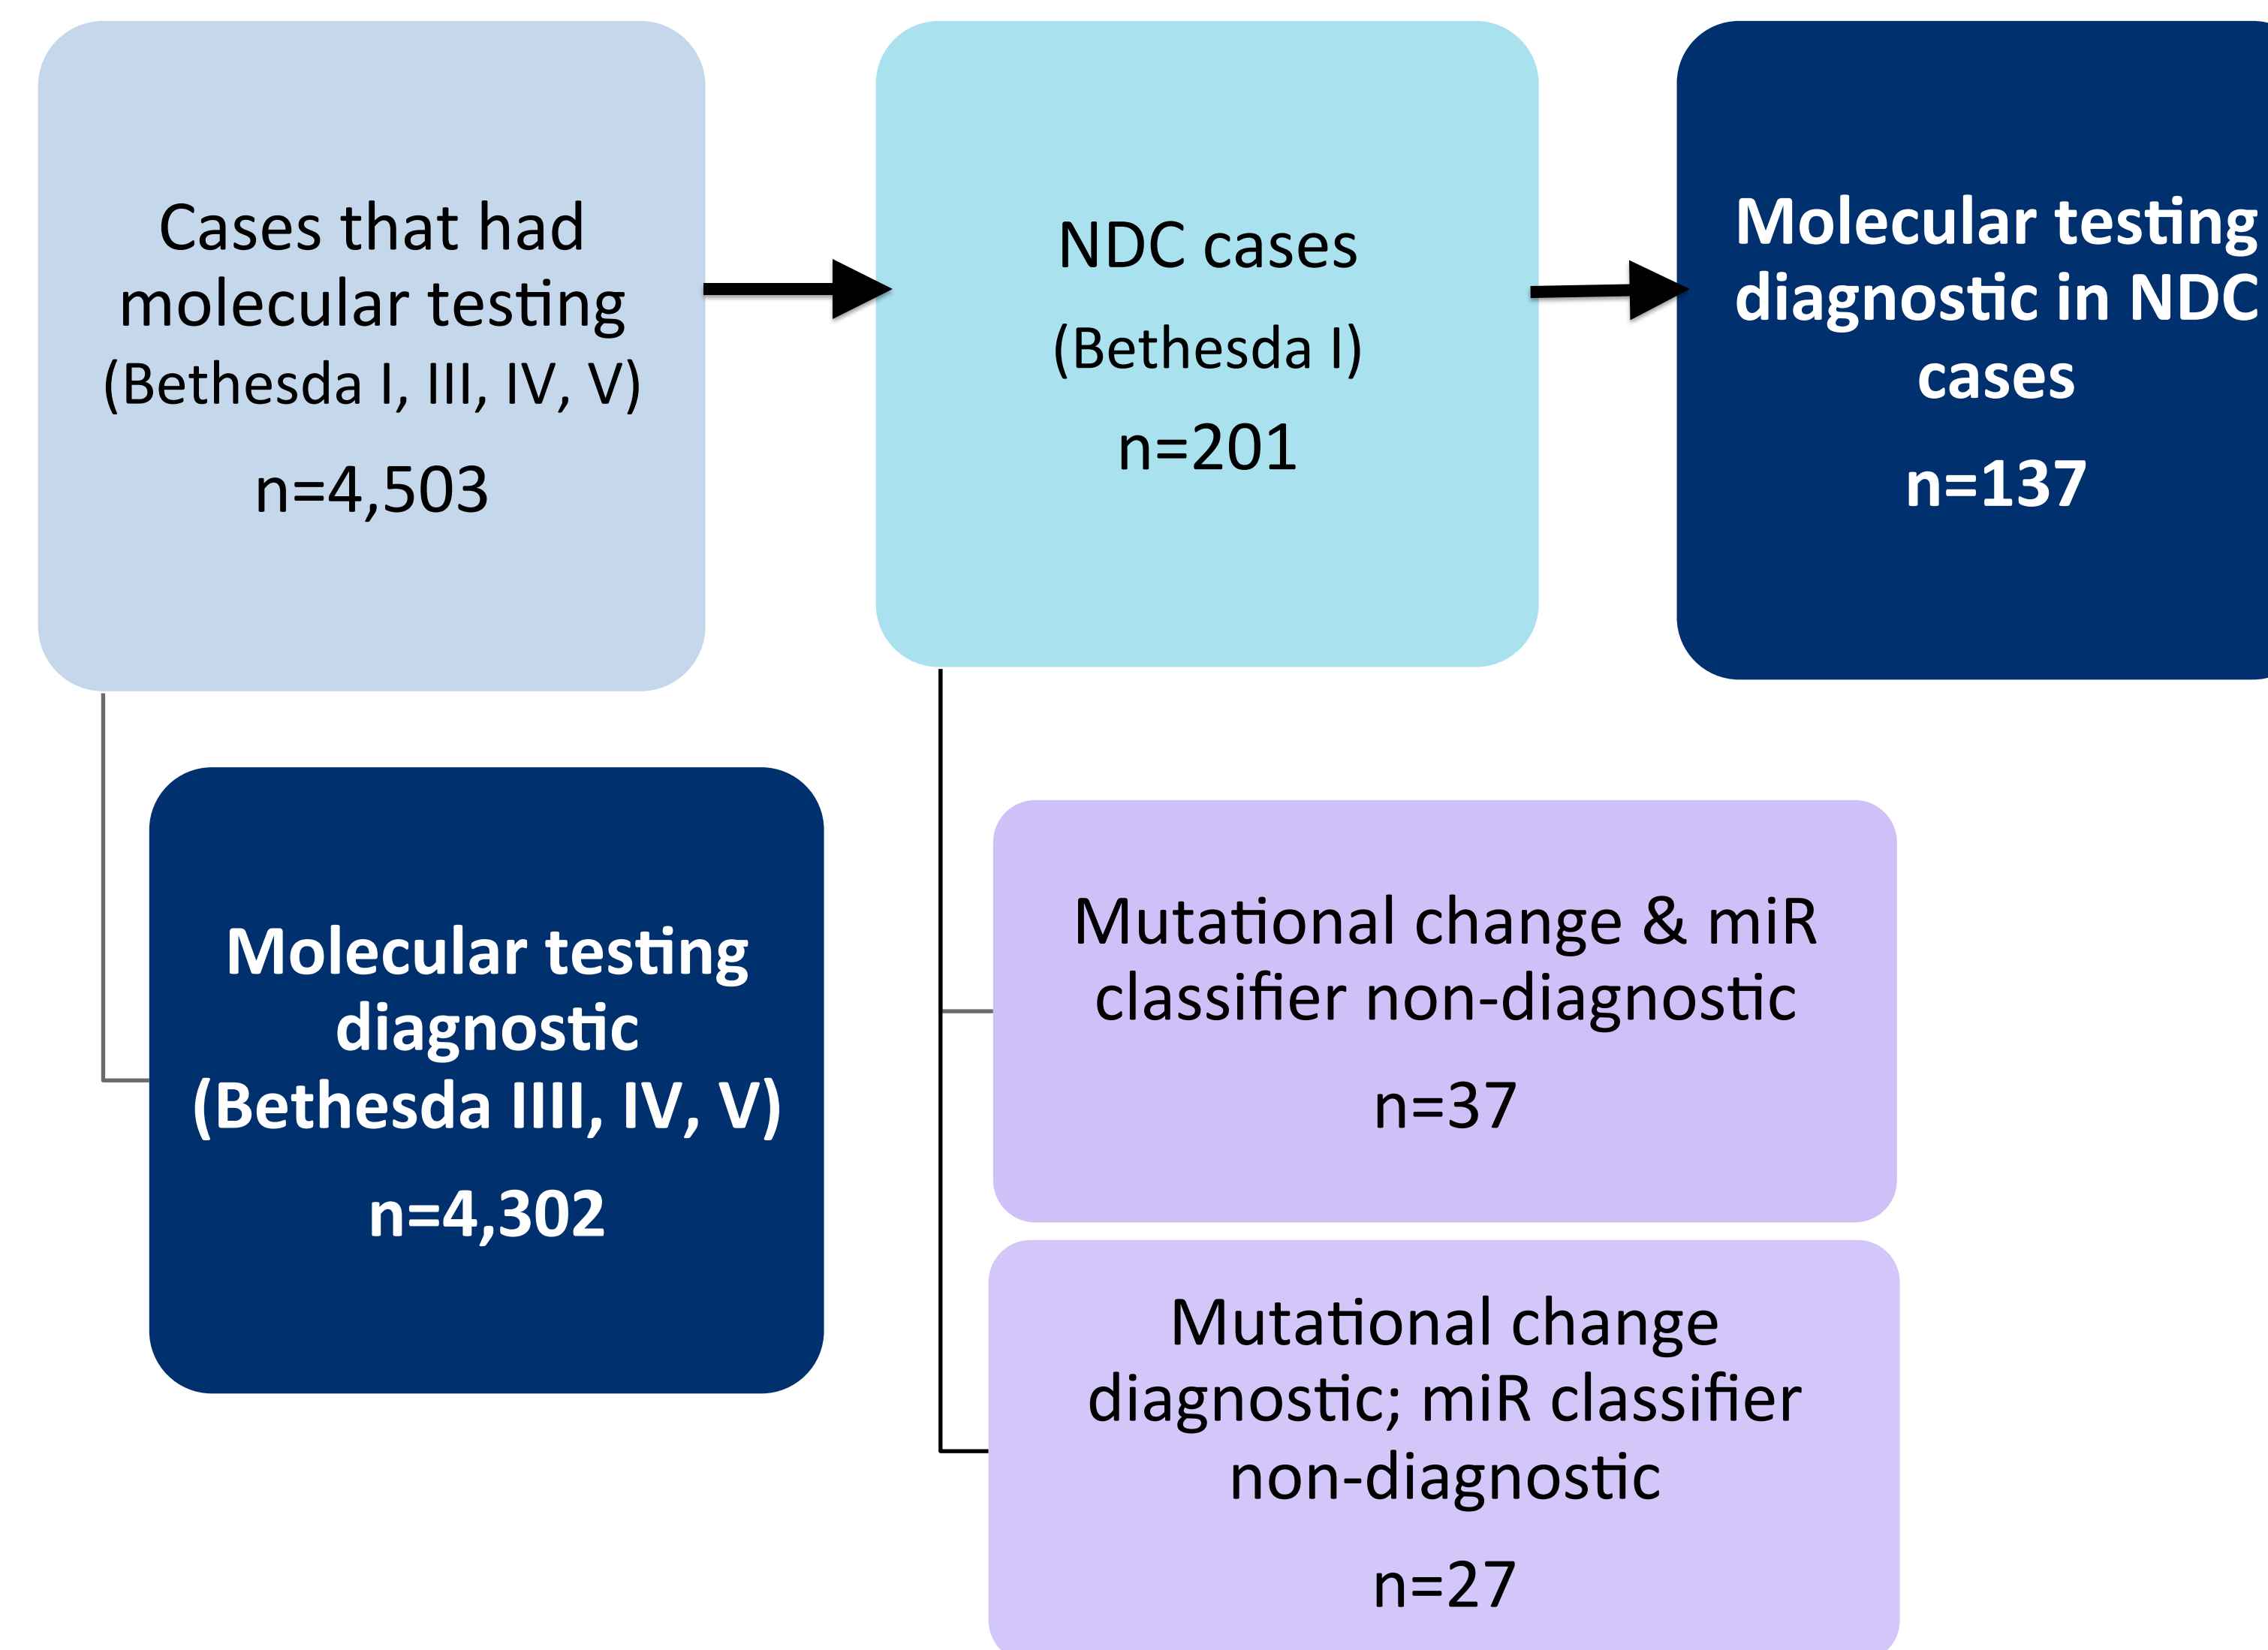 Cases that had
molecular testing
(Bethesda I, III, IV, V)
n=4,503
NDC cases
(Bethesda I)
n=201
Molecular testing
diagnostic in NDC
cases
n=137
Molecular testing
diagnostic
(Bethesda IIII, IV, V)
n=4,302
Mutational change & miR
classifier non-diagnostic
n=37
Mutational change
diagnostic; miR classifier
non-diagnostic
n=27